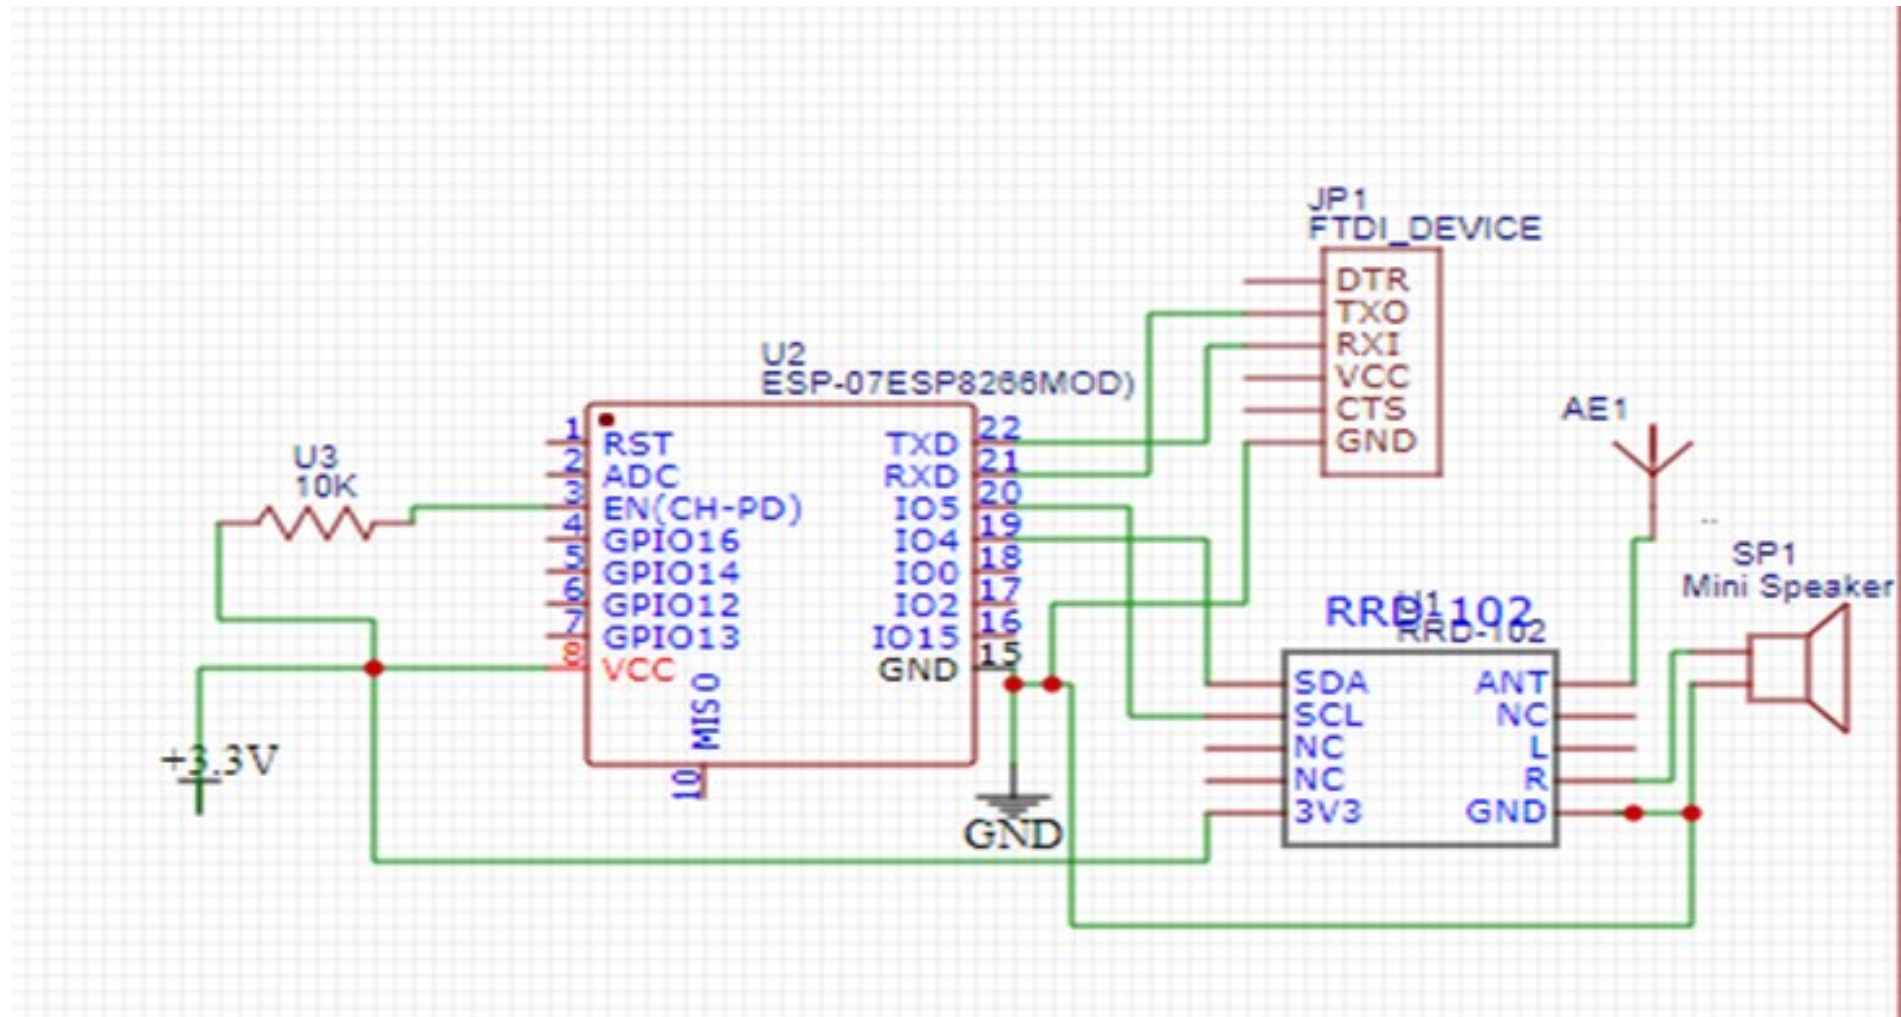 JP1
FTDI_DEVICE
DTR
TXO
RXI
VCC
CTS
GND
U2
ESP-07ESP8266MOD)
1
2
3
4
5
6
7
8
RST
ADC
EN(CH-PD)
GPIO16
GPIO14
GPIO12
GPIO13
VCC
MISO
10
TXD
RXD
IO5
IO4
IO0
IO2
IO15
GND
22
21
20
19
18
17
16
15
U3
10K
+3.3V
GND
AE1
--
SP1
Mini Speaker
RRD-102
U1
RRD-102
SDA
SCL
NC
NC
3V3
ANT
NC
L
R
GND